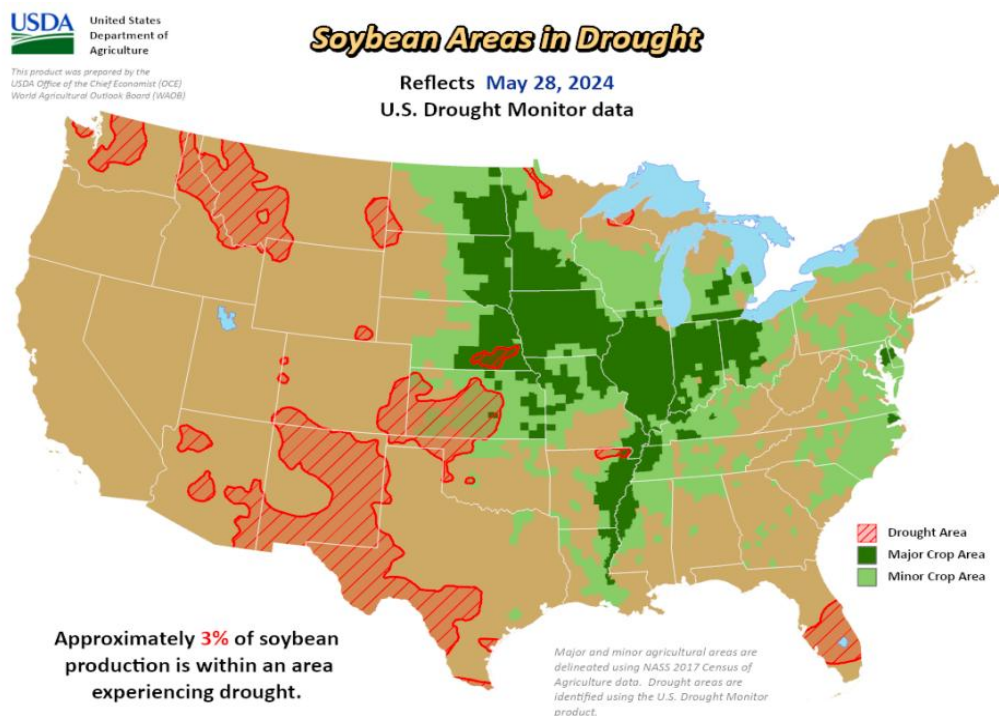 USDA
United States
Department of
Agriculture
This product was prepared by the
USDA Office of the Chief Economist (OCE)
World Agricultural Outlook Board (WAOB)
Soybean Areas in Drought
Reflects May 28, 2024
U.S. Drought Monitor data
Drought Area
Major Crop Area
Minor Crop Area
Approximately 3% of soybean
production is within an area
experiencing drought.
Major and minor agricultural areas are
delineated using NASS 2017 Census of
Agriculture data. Drought areas are
identified using the U.S. Drought Monitor
product.